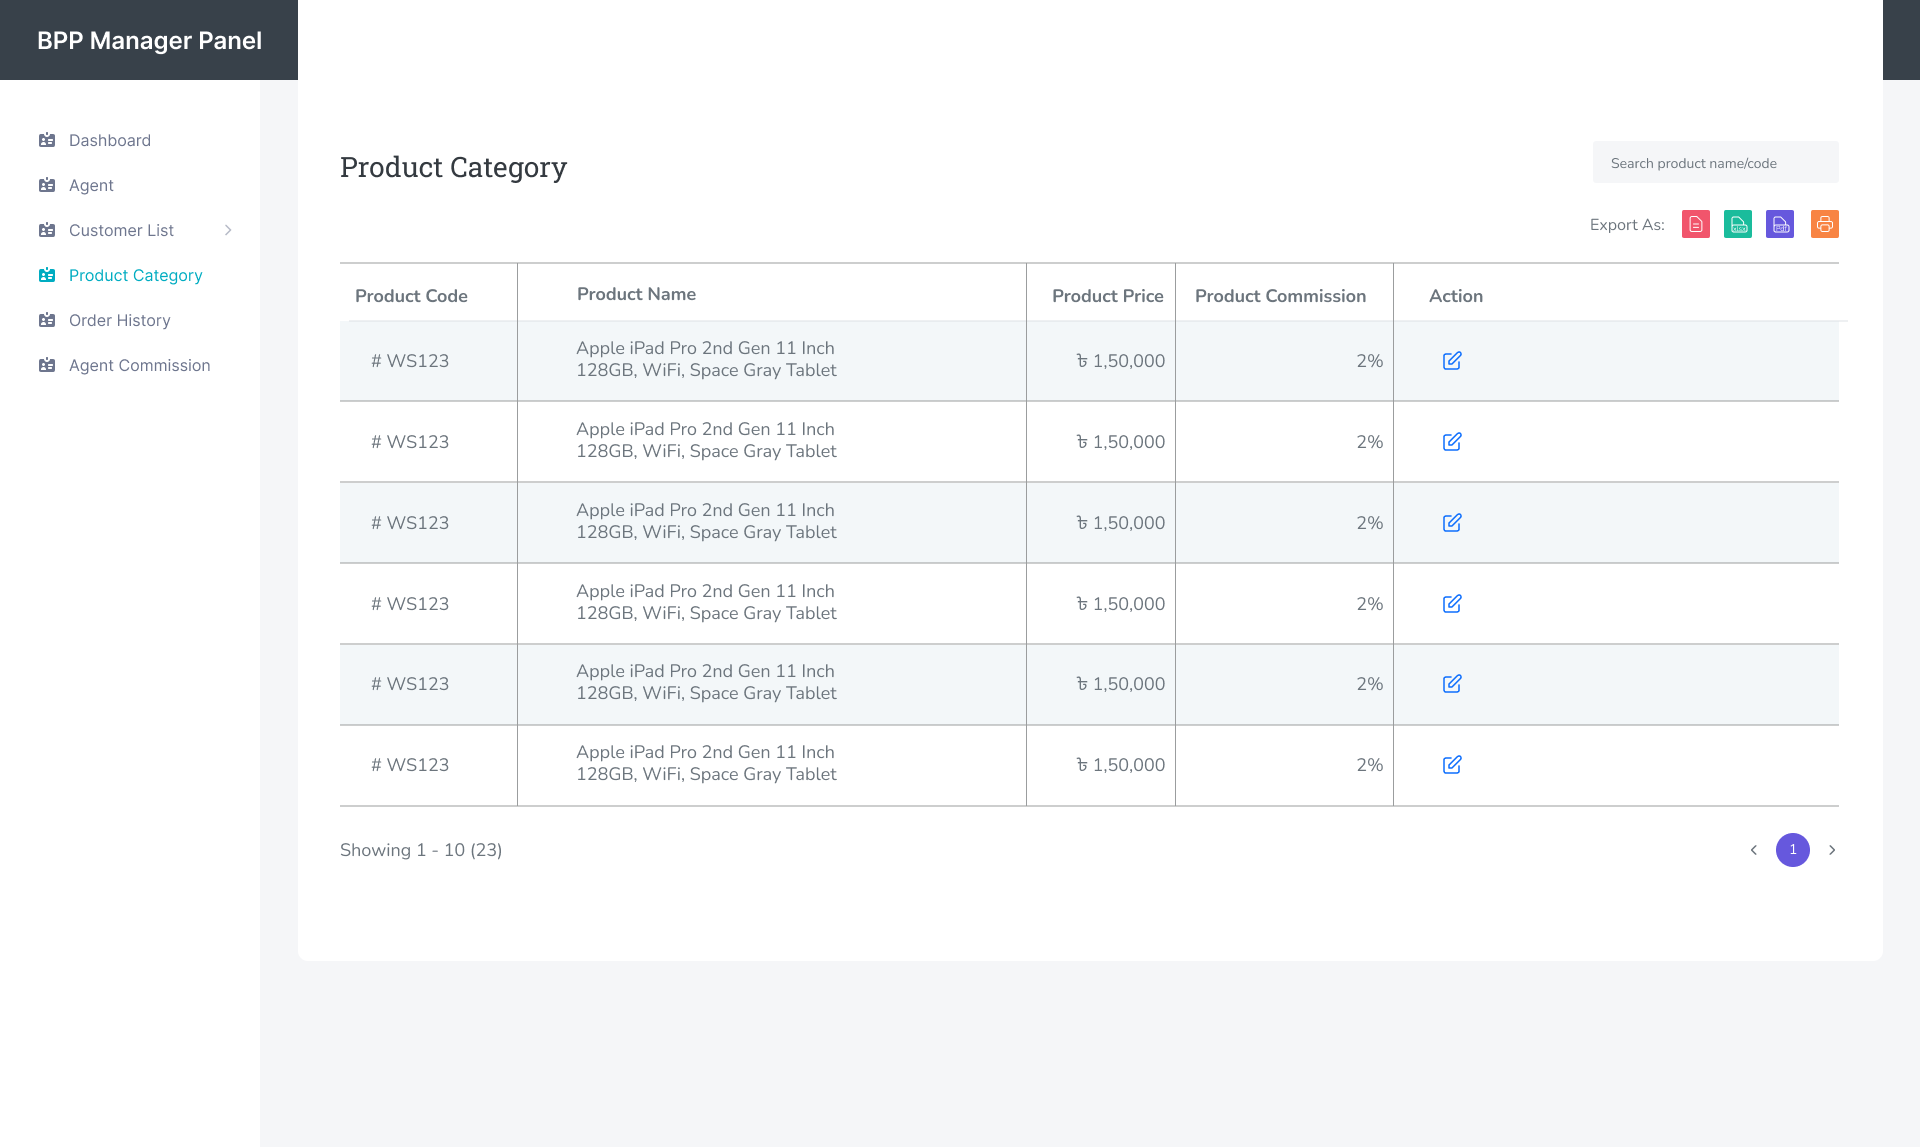 BPP Manager Panel
Dashboard
Agent
Customer List
Product Category
Order History
Agent Commission
Product Category
Search product name/code
Export As:
Product Code Product Name Product Price Product Commission Action
# WS123 Apple iPad Pro 2nd Gen 11 Inch ৳ 1,50,000 2%
128GB, WiFi, Space Gray Tablet
# WS123 Apple iPad Pro 2nd Gen 11 Inch ৳ 1,50,000 2%
128GB, WiFi, Space Gray Tablet
# WS123 Apple iPad Pro 2nd Gen 11 Inch ৳ 1,50,000 2%
128GB, WiFi, Space Gray Tablet
# WS123 Apple iPad Pro 2nd Gen 11 Inch ৳ 1,50,000 2%
128GB, WiFi, Space Gray Tablet
# WS123 Apple iPad Pro 2nd Gen 11 Inch ৳ 1,50,000 2%
128GB, WiFi, Space Gray Tablet
# WS123 Apple iPad Pro 2nd Gen 11 Inch ৳ 1,50,000 2%
128GB, WiFi, Space Gray Tablet
Showing 1 - 10 (23)
1